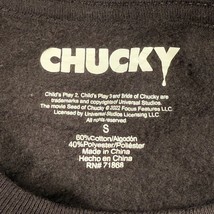 CHUCKY
Child's Play 2, Child's Play 3 and Bride of Chucky are
trademarks and copyrights of Universal Studios.
The movie Seed of Chucky © 2022 Focus Features LLC.
Licensed by Universal Studios Licensing LLC.
All rights reserved
S
60%Cotton/Algodón
40%Polyester/Poliéster
Made in China
Hecho en China
RN# 71868